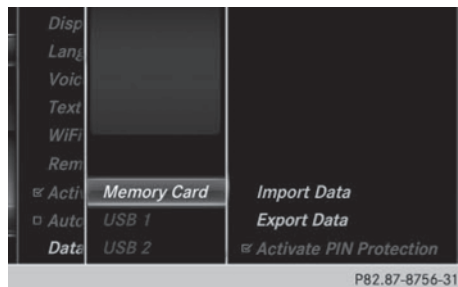 Disp
Lang
Voic
Text
WiFi
Rem
Activ
Auto
Data
Memory Card
USB 1
USB 2
Import Data
Export Data
Activate PIN Protection
P82.87-8756-31